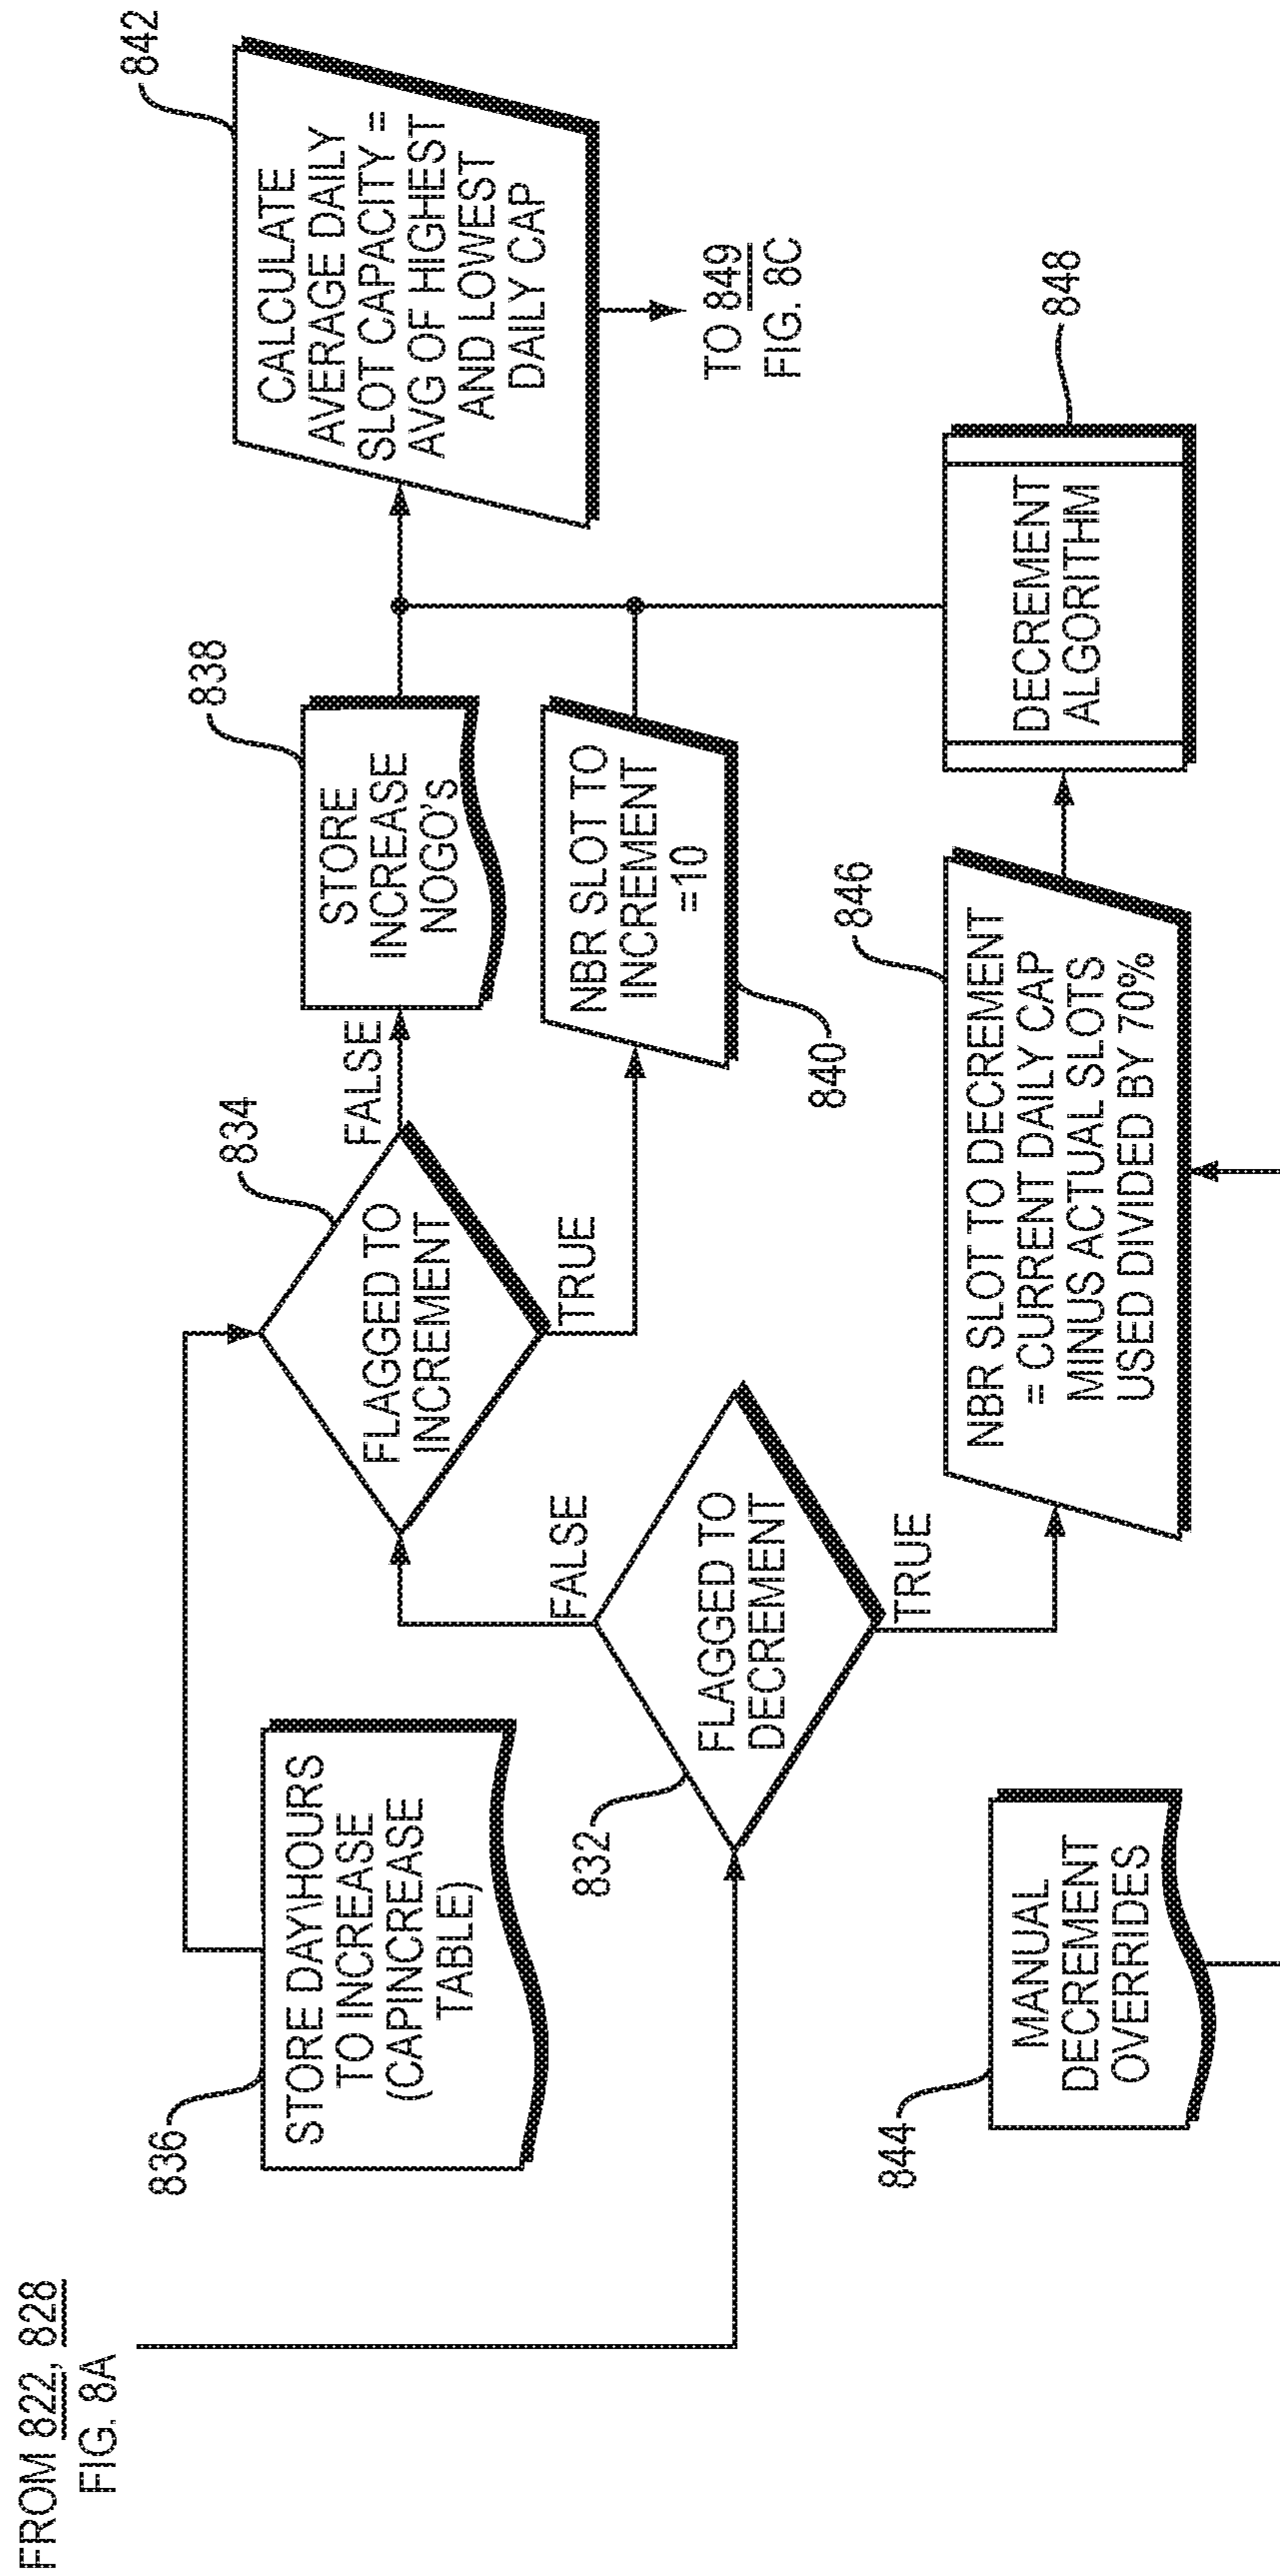 FROM 822, 828
FIG. 8A
836
STORE DAY\HOURS
TO INCREASE
(CAPINCREASE
TABLE)
834
FLAGGED TO
INCREMENT
FALSE
TRUE
838
STORE
INCREASE
NOGO'S
842
CALCULATE
AVERAGE DAILY
SLOT CAPACITY =
AVG OF HIGHEST
AND LOWEST
DAILY CAP
TO 849
FIG. 8C
832
FLAGGED TO
DECREMENT
FALSE
TRUE
NBR SLOT TO
INCREMENT
=10
840
844
MANUAL
DECREMENT
OVERRIDES
846
NBR SLOT TO DECREMENT
= CURRENT DAILY CAP
MINUS ACTUAL SLOTS
USED DIVIDED BY 70%
848
DECREMENT
ALGORITHM